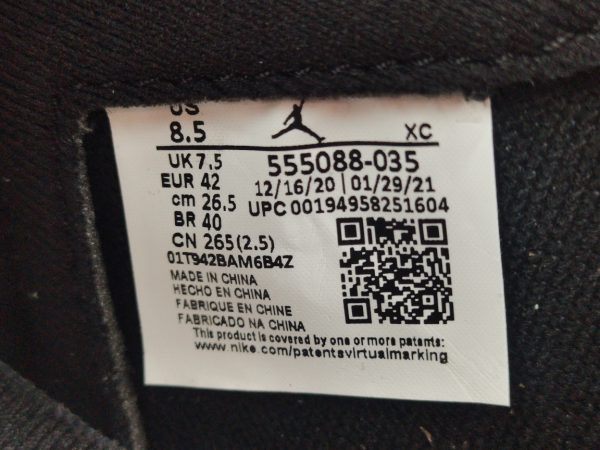 US
8.5
XC
UK 7.5
555088-035
EUR 42
12/16/20 | 01/29/21
cm 26.5
UPC 00194958251604
BR 40
CN 265(2.5)
01T942BAM6B4Z
MADE IN CHINA
HECHO EN CHINA
FABRIQUE EN CHINE
FABRICADO NA CHINA
This product is covered by one or more patents:
www.nike.com/patentsvirtualmarking